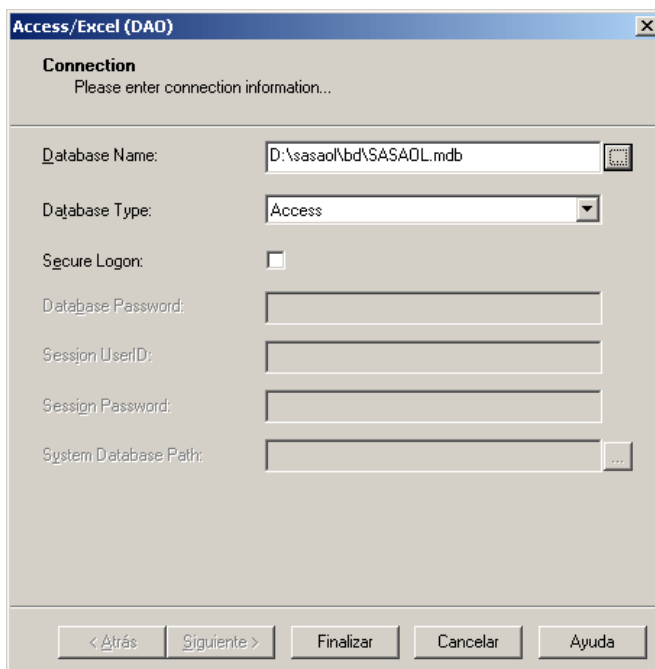 Access/Excel (DAO)
Connection
Please enter connection information...
Database Name: D:\sasaol\bd\SASAOL.mdb ...
Database Type: Access
Secure Logon:
Database Password:
Session UserID:
Session Password:
System Database Path: ...
< Atrás Siguiente > Finalizar Cancelar Ayuda